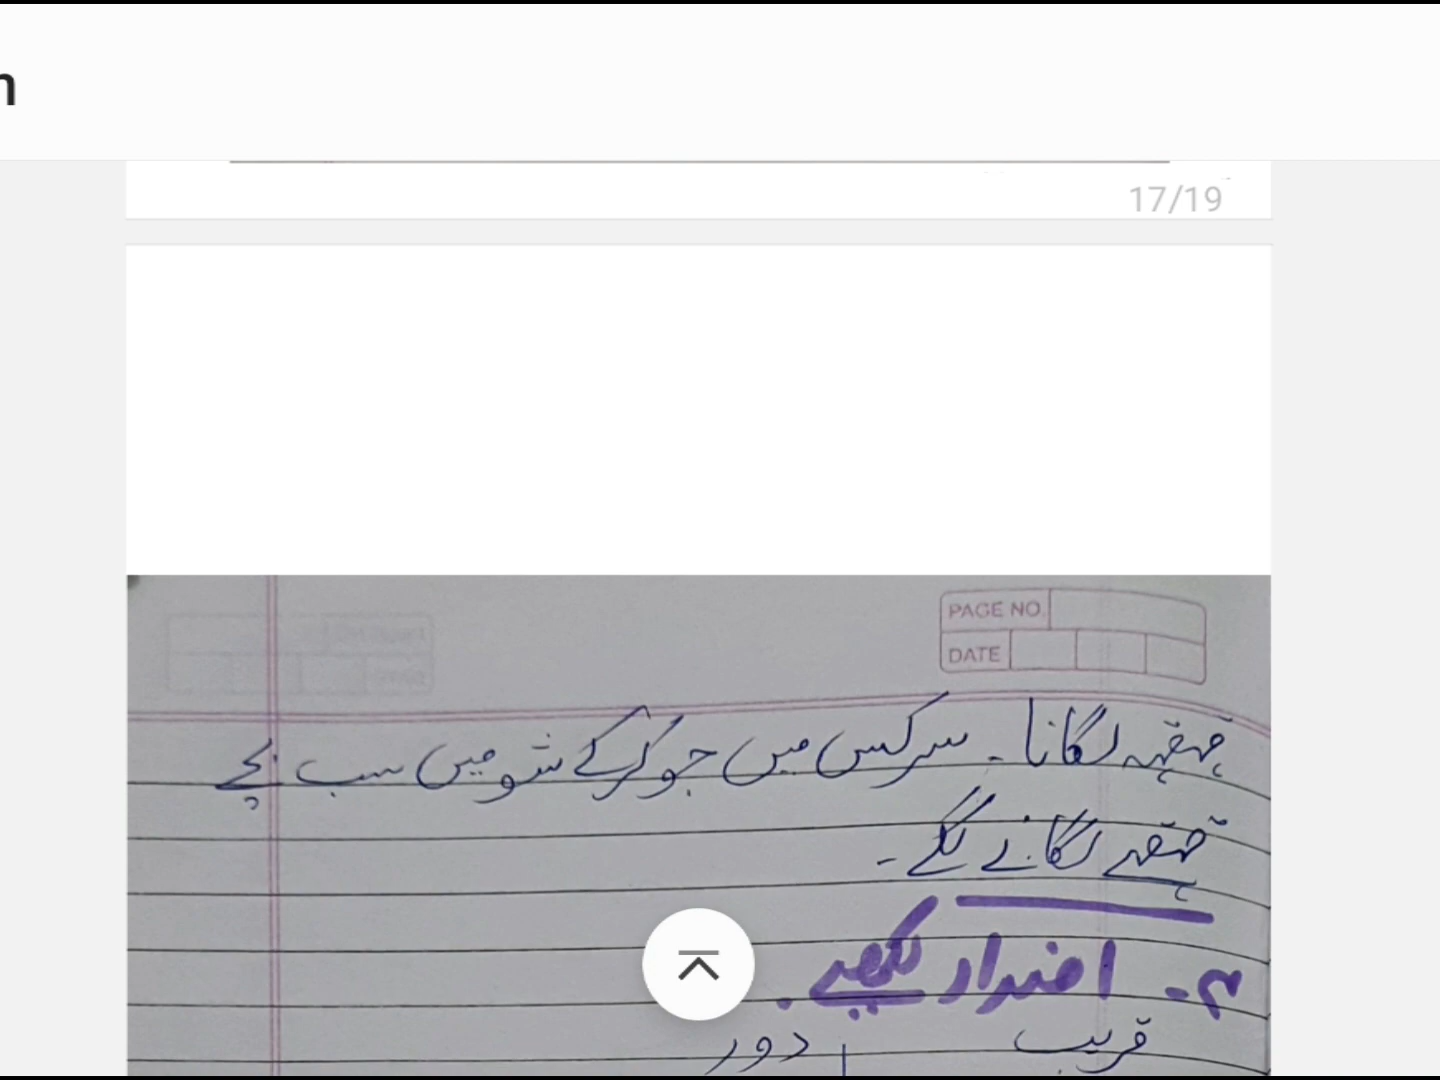 n
17/19
PAGE NO.
DATE
قہقہہ لگانا۔ سرکس میں جوکر کے شو میں سب بچے
قہقہے لگانے لگے۔
۴۔ اضداد لکھیے۔
قریب دور